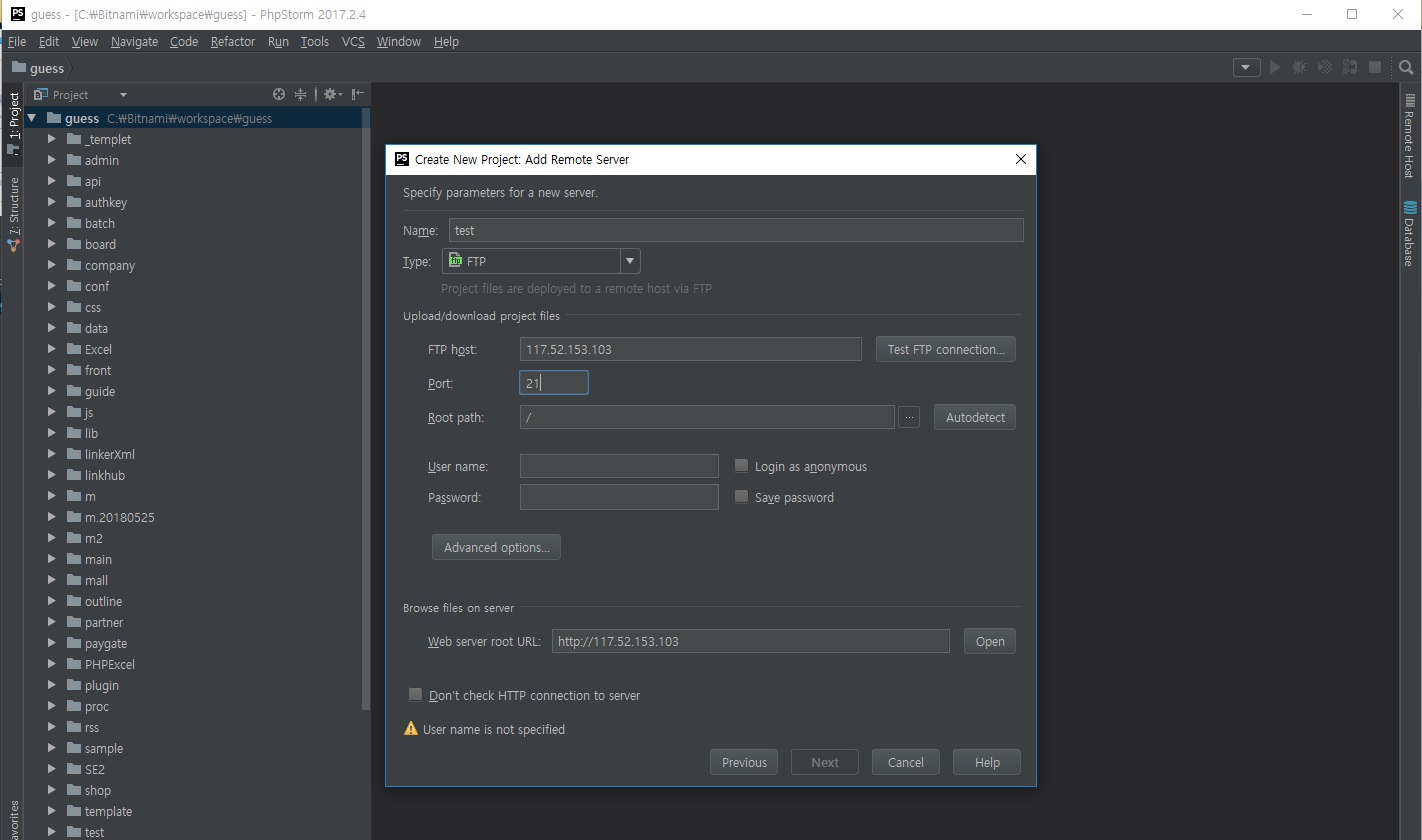 PS guess - [C:₩Bitnami₩workspace₩guess] - PhpStorm 2017.2.4
File Edit View Navigate Code Refactor Run Tools VCS Window Help
guess
Project
1: Project
7: Structure
avorites
guess C:₩Bitnami₩workspace₩guess
_templet
admin
api
authkey
batch
board
company
conf
css
data
Excel
front
guide
js
lib
linkerXml
linkhub
m
m.20180525
m2
main
mall
outline
partner
paygate
PHPExcel
plugin
proc
rss
sample
SE2
shop
template
test
PS Create New Project: Add Remote Server
Specify parameters for a new server.
Name: test
Type: ftp FTP
Project files are deployed to a remote host via FTP
Upload/download project files
FTP host: 117.52.153.103 Test FTP connection...
Port: 21
Root path: / ... Autodetect
User name: Login as anonymous
Password: Save password
Advanced options...
Browse files on server
Web server root URL: http://117.52.153.103 Open
Don't check HTTP connection to server
User name is not specified
Previous Next Cancel Help
Remote Host
Database